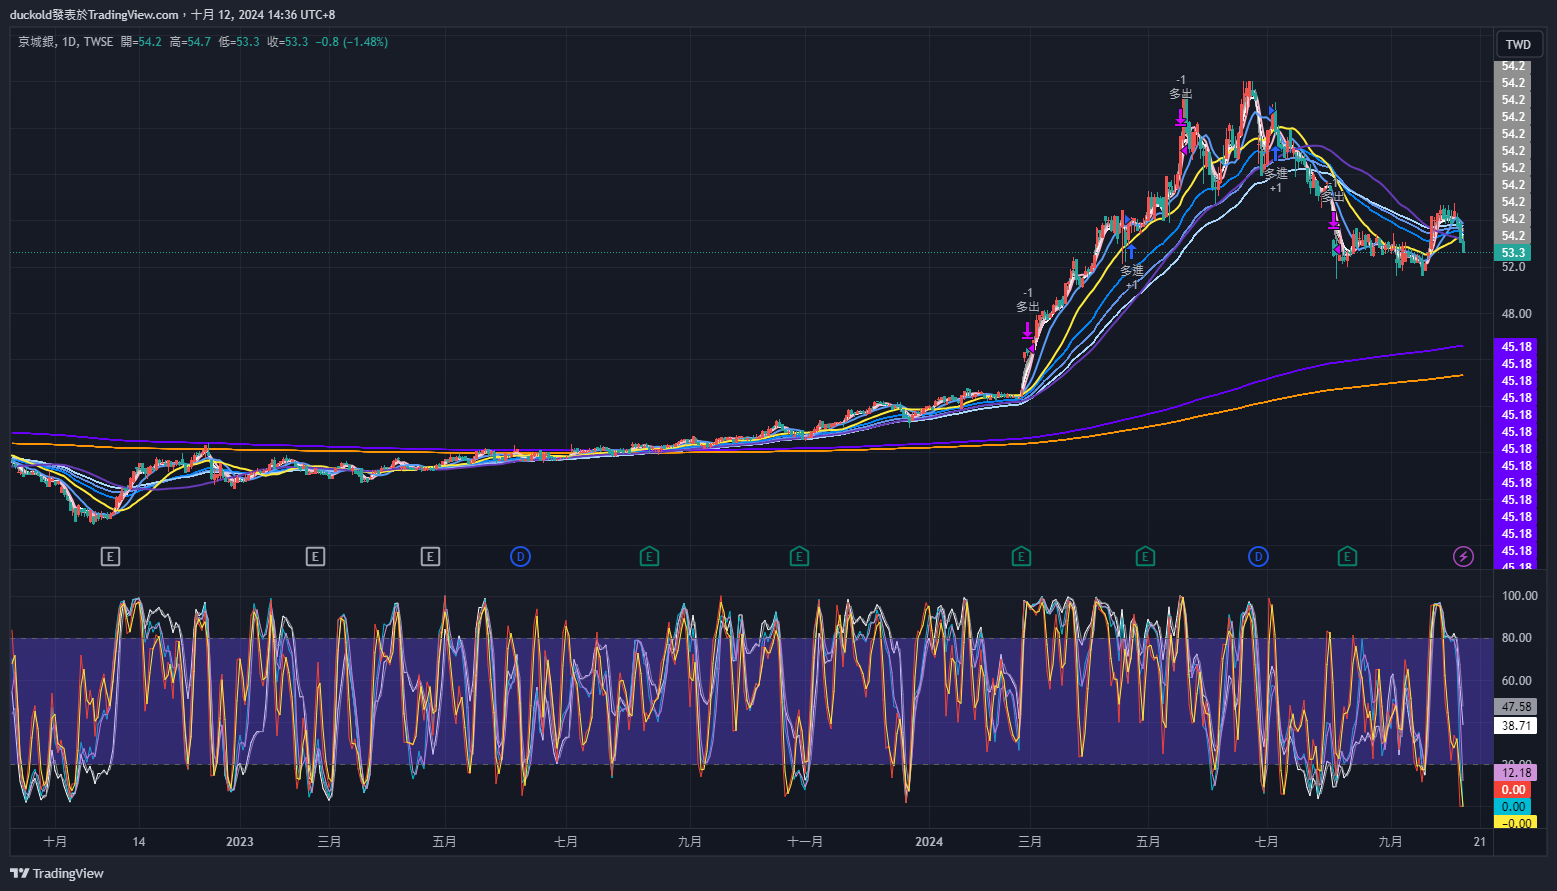 duckold發表於TradingView.com，十月 12, 2024 14:36 UTC+8
京城銀, 1D, TWSE 開=54.2 高=54.7 低=53.3 收=53.3 −0.8 (−1.48%)
TWD
54.2
54.2
54.2
54.2
54.2
54.2
54.2
54.2
54.2
54.2
54.2
53.3
52.0
48.00
45.18
45.18
45.18
45.18
45.18
45.18
45.18
45.18
45.18
45.18
45.18
45.18
45.18
45.18
-1
多出
多進
+1
-1
多出
多進
+1
多出
E
E
E
D
E
E
E
E
D
E
100.00
80.00
60.00
47.58
38.71
20.00
12.18
0.00
0.00
−0.00
十月
14
2023
三月
五月
七月
九月
十一月
2024
三月
五月
七月
九月
21
TradingView